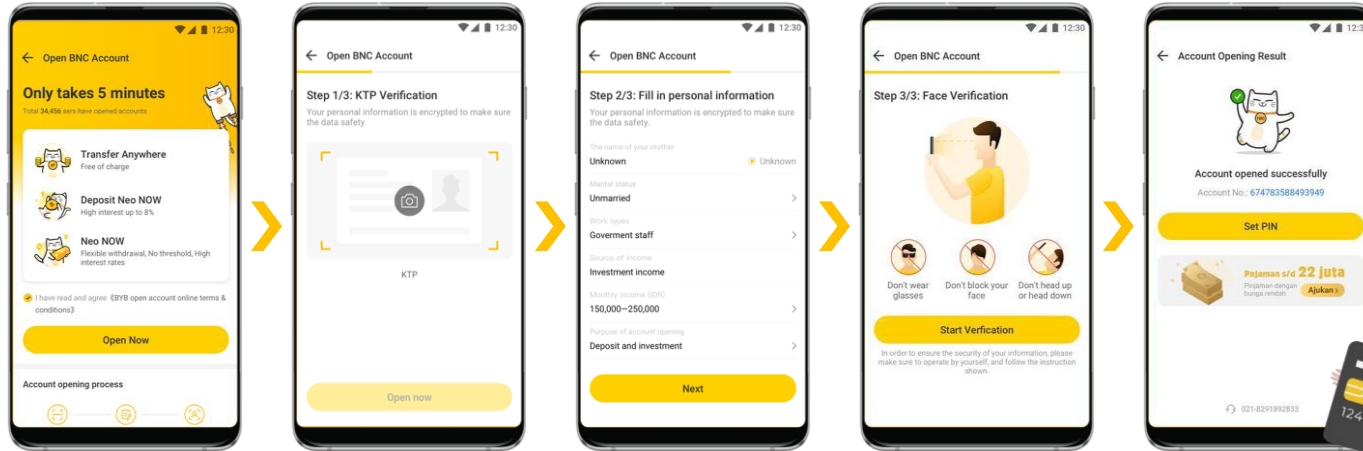 12:30
Open BNC Account
Only takes 5 minutes
Total 34,456 sers have opened accounts
Transfer Anywhere
Free of charge
Deposit Neo NOW
High interest up to 8%
Neo NOW
Flexible withdrawal, No threshold, High
interest rates
I have read and agree 《BYB open account online terms &
conditions》
Open Now
Account opening process
12:30
Open BNC Account
Step 1/3: KTP Verification
Your personal information is encrypted to make sure
the data safety
KTP
Open now
12:30
Open BNC Account
Step 2/3: Fill in personal information
Your personal information is encrypted to make sure
the data safety.
The name of your mother
Unknown
Unknown
Marital status
Unmarried
Work types
Goverment staff
Source of income
Investment income
Monthly income (IDR)
150,000—250,000
Purpose of account opening
Deposit and investment
Next
12:30
Open BNC Account
Step 3/3: Face Verification
Don't wear
glasses
Don't block your
face
Don't head up
or head down
Start Verfication
In order to ensure the security of your information, please
make sure to operate by yourself, and follow the instruction
shown.
Account Opening Result
Account opened successfully
Account No.: 674783588493949
Set PIN
Pinjaman s/d 22 juta
Pinjaman dengan
bunga rendah
Ajukan >
021-8291892833
124